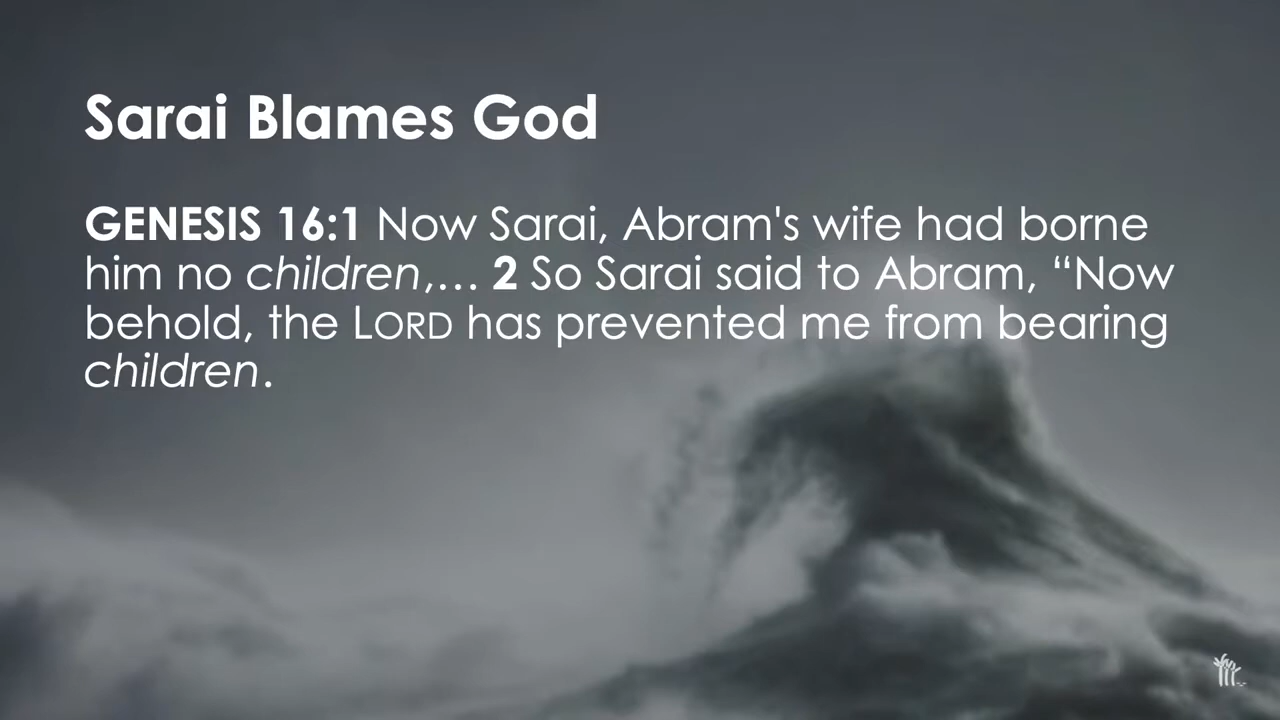 Sarai Blames God
GENESIS 16:1 Now Sarai, Abram's wife had borne
him no children,… 2 So Sarai said to Abram, “Now
behold, the LORD has prevented me from bearing
children.